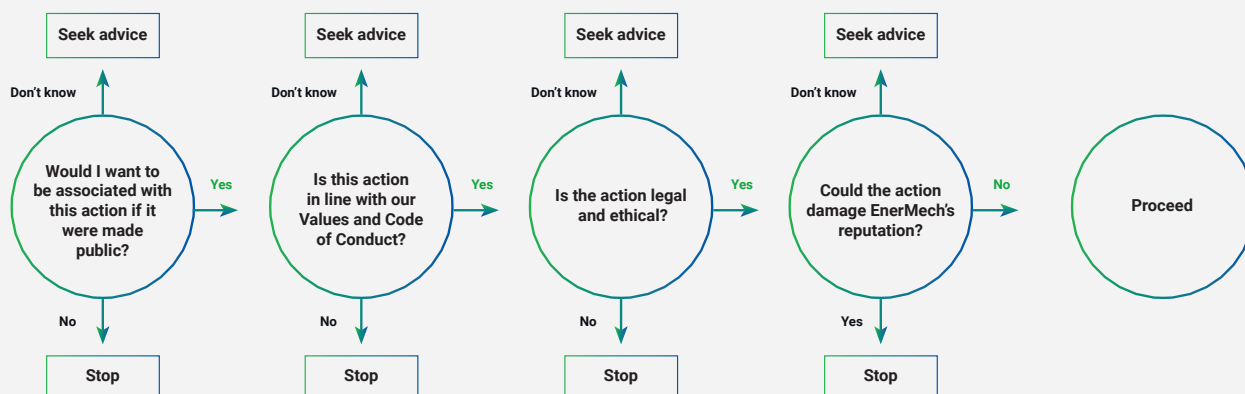 Seek advice
Seek advice
Seek advice
Seek advice
Don’t know
Don’t know
Don’t know
Don’t know
Would I want to
be associated with
this action if it
were made
public?
Yes
Is this action
in line with our
Values and Code
of Conduct?
Yes
Is the action legal
and ethical?
Yes
Could the action
damage EnerMech’s
reputation?
No
Proceed
No
No
No
Yes
Stop
Stop
Stop
Stop